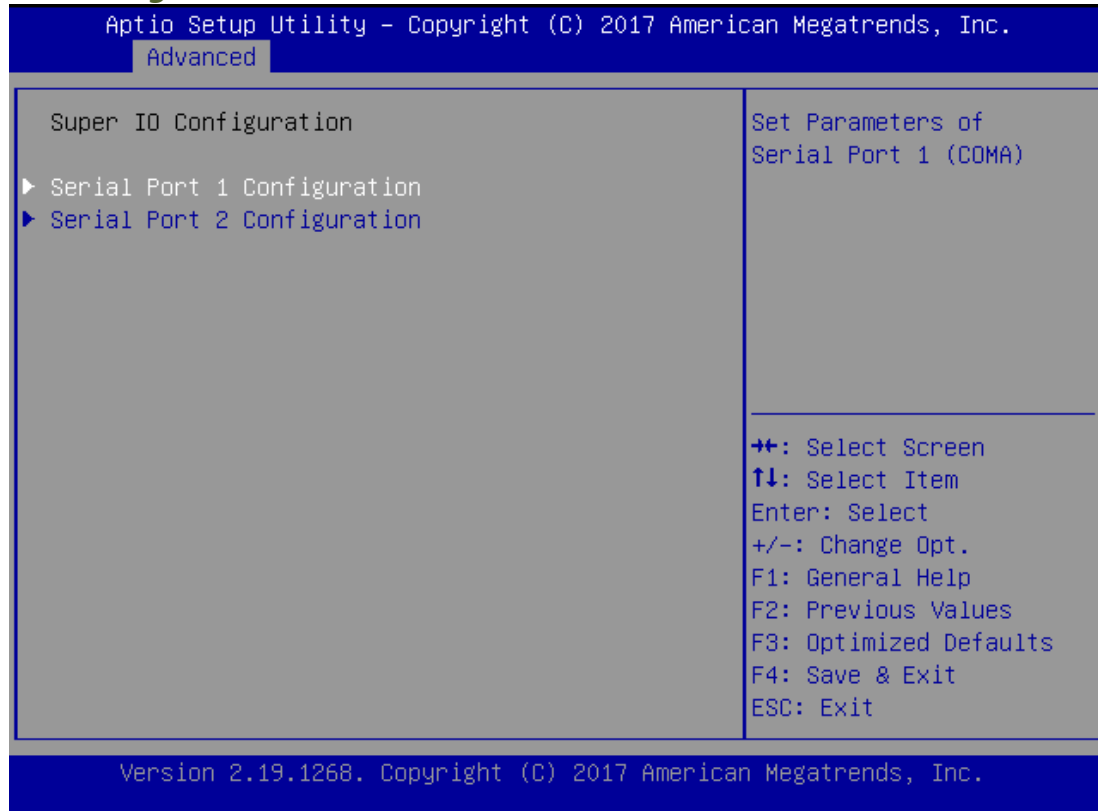 Aptio Setup Utility – Copyright (C) 2017 American Megatrends, Inc.
Advanced
Super IO Configuration
▶ Serial Port 1 Configuration
▶ Serial Port 2 Configuration
Set Parameters of
Serial Port 1 (COMA)
→←: Select Screen
↑↓: Select Item
Enter: Select
+/-: Change Opt.
F1: General Help
F2: Previous Values
F3: Optimized Defaults
F4: Save & Exit
ESC: Exit
Version 2.19.1268. Copyright (C) 2017 American Megatrends, Inc.